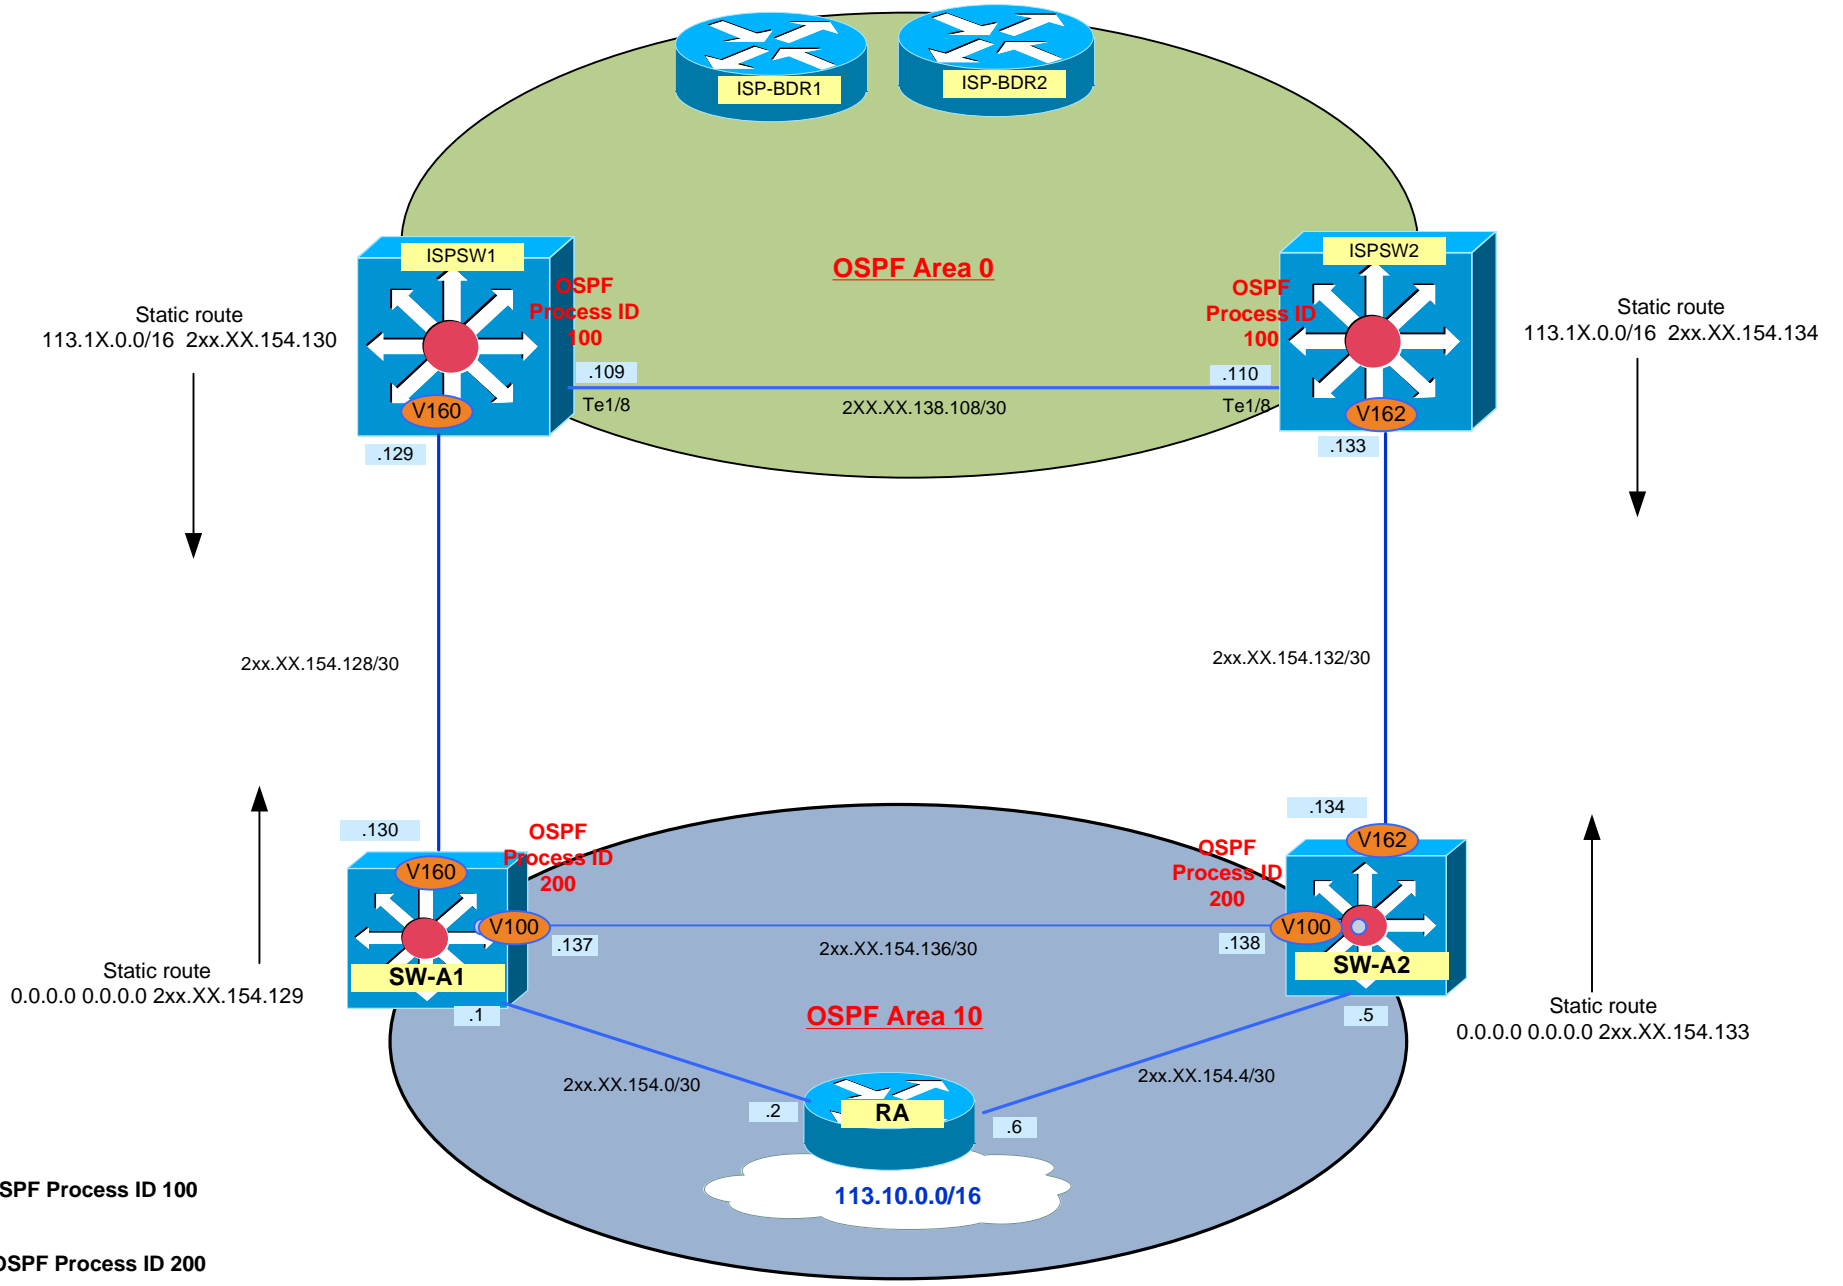 ISP-BDR1
ISP-BDR2
ISPSW1
ISPSW2
OSPF Area 0
OSPF
Process ID
100
OSPF
Process ID
100
Static route
113.1X.0.0/16 2xx.XX.154.130
Static route
113.1X.0.0/16 2xx.XX.154.134
.109
.110
Te1/8
2XX.XX.138.108/30
Te1/8
V160
V162
.129
.133
2xx.XX.154.128/30
2xx.XX.154.132/30
.130
.134
OSPF
Process ID
200
OSPF
Process ID
200
V160
V162
V100
V100
.137
2xx.XX.154.136/30
.138
SW-A1
SW-A2
Static route
0.0.0.0 0.0.0.0 2xx.XX.154.129
Static route
0.0.0.0 0.0.0.0 2xx.XX.154.133
.1
OSPF Area 10
.5
2xx.XX.154.0/30
2xx.XX.154.4/30
.2
RA
.6
113.10.0.0/16
SPF Process ID 100
OSPF Process ID 200